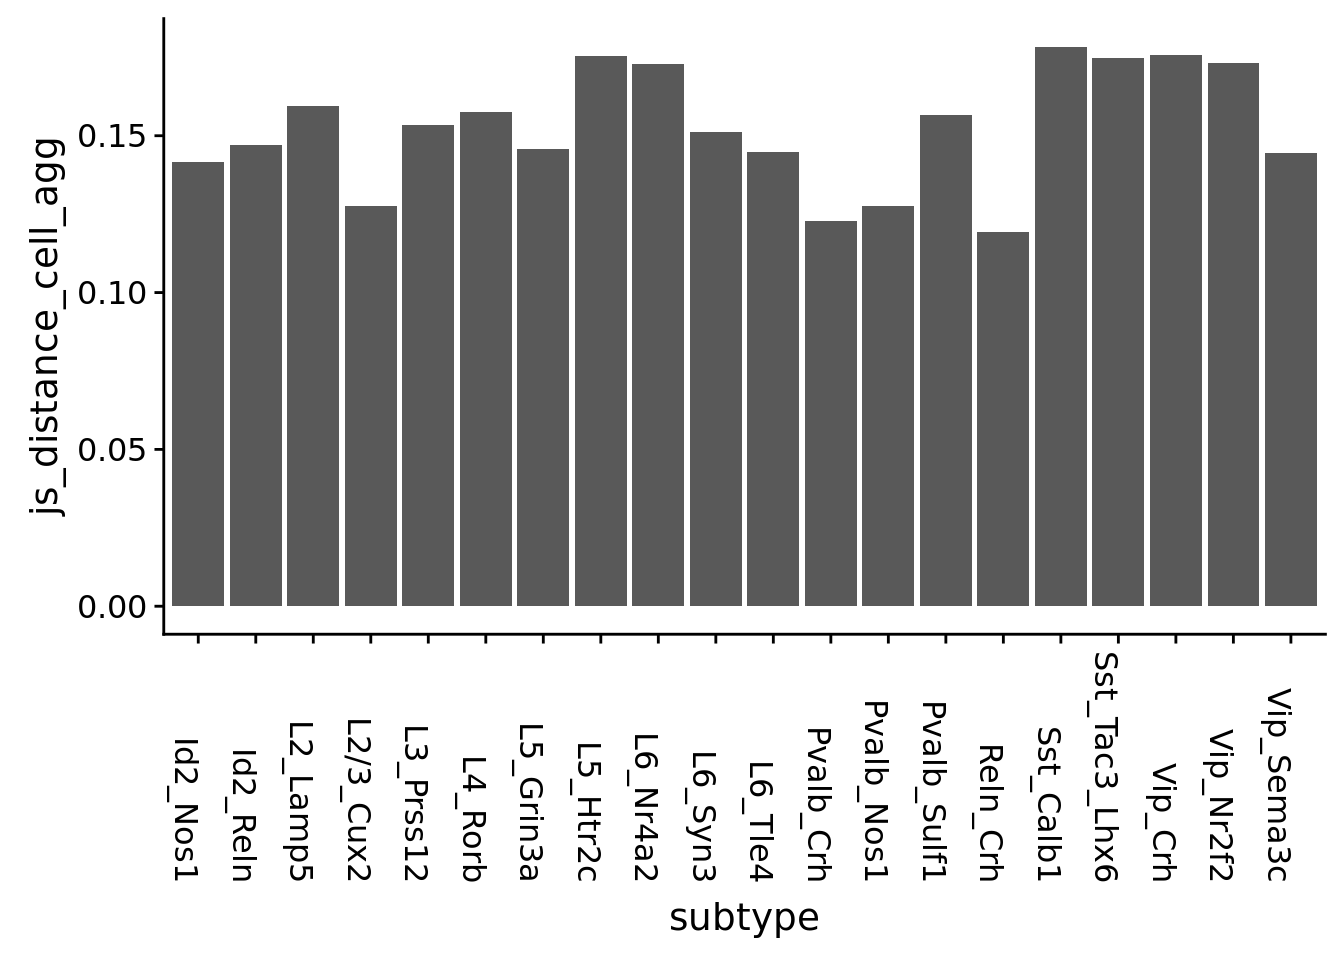 js_distance_cell_agg
0.15
0.10
0.05
0.00
Id2_Nos1
Id2_Reln
L2_Lamp5
L2/3_Cux2
L3_Prss12
L4_Rorb
L5_Grin3a
L5_Htr2c
L6_Nr4a2
L6_Syn3
L6_Tle4
Pvalb_Crh
Pvalb_Nos1
Pvalb_Sulf1
Reln_Crh
Sst_Calb1
Sst_Tac3_Lhx6
Vip_Crh
Vip_Nr2f2
Vip_Sema3c
subtype